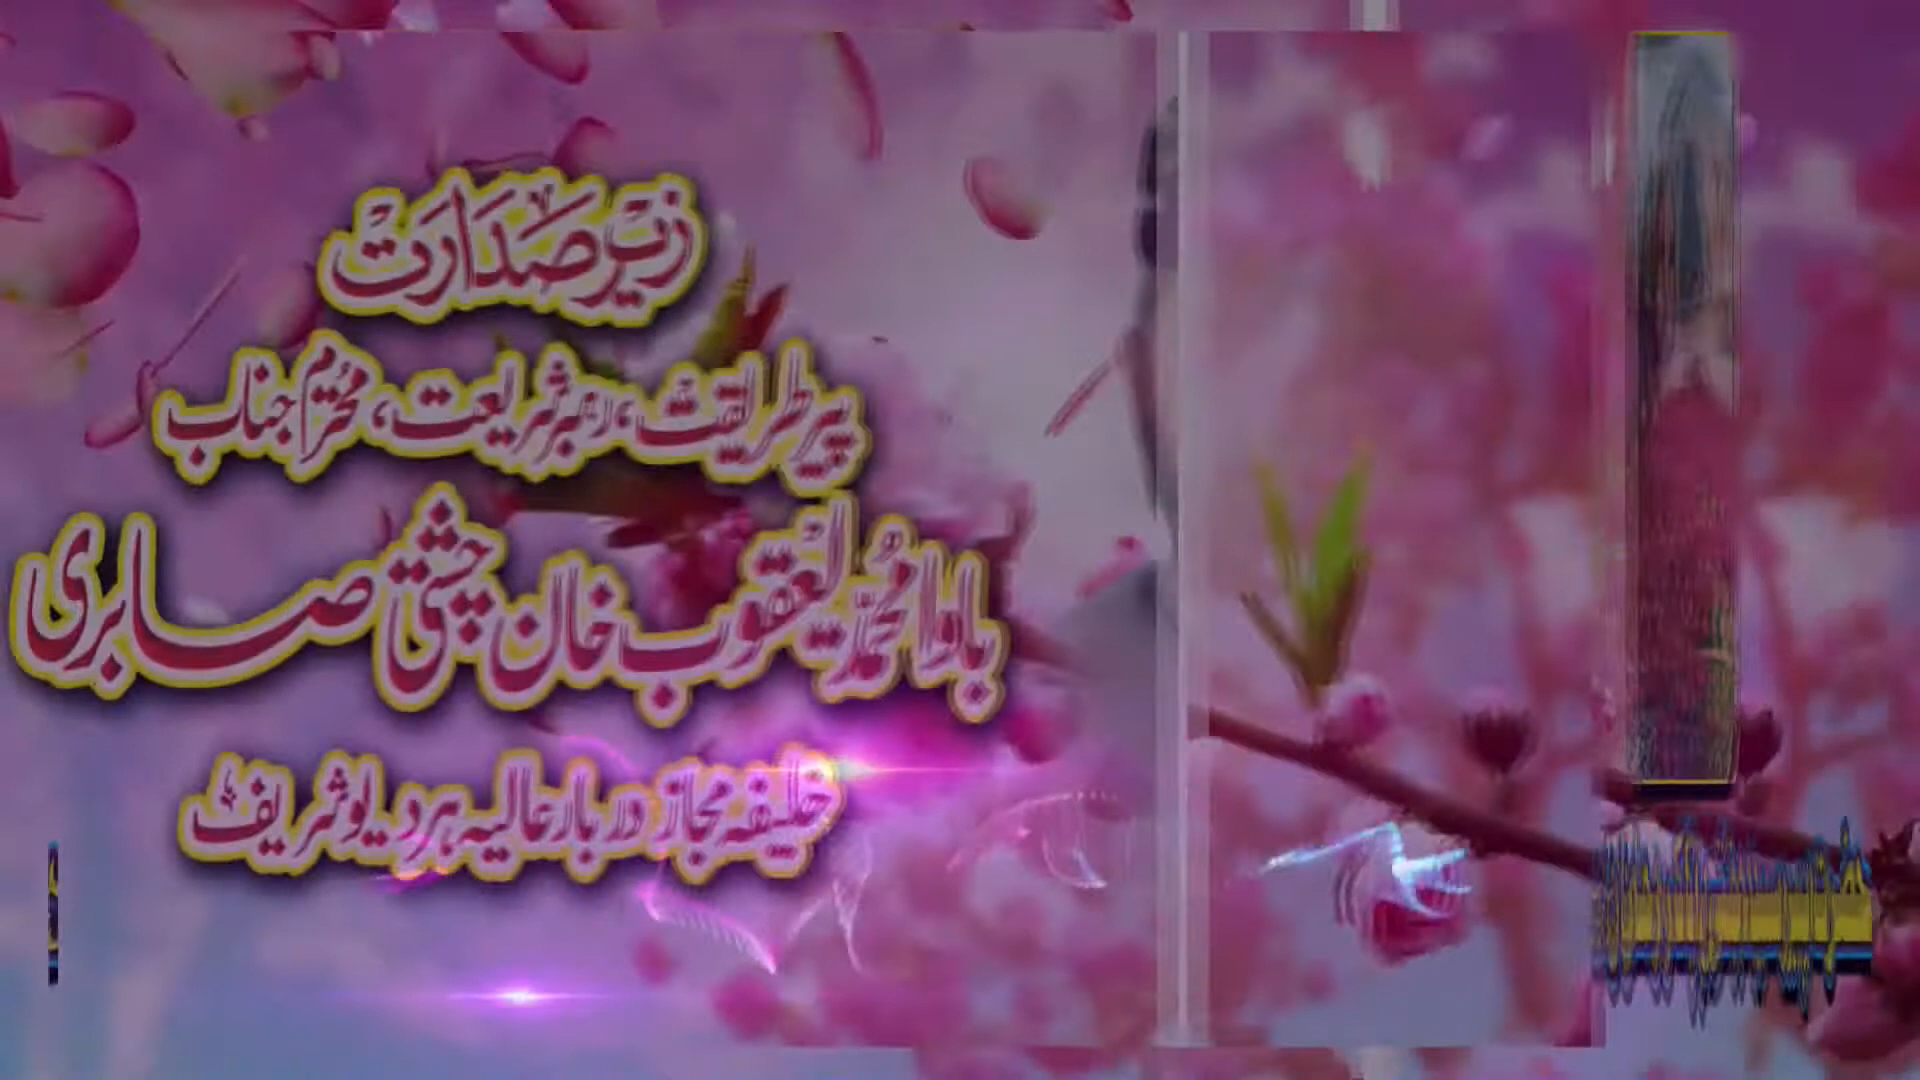 زیر صدارت
پیر طریقت، رہبر شریعت، محترم جناب
باوا محمد یعقوب خان چشتی صابری
خلیفہ مجاز دربار عالیہ ہردیو شریف